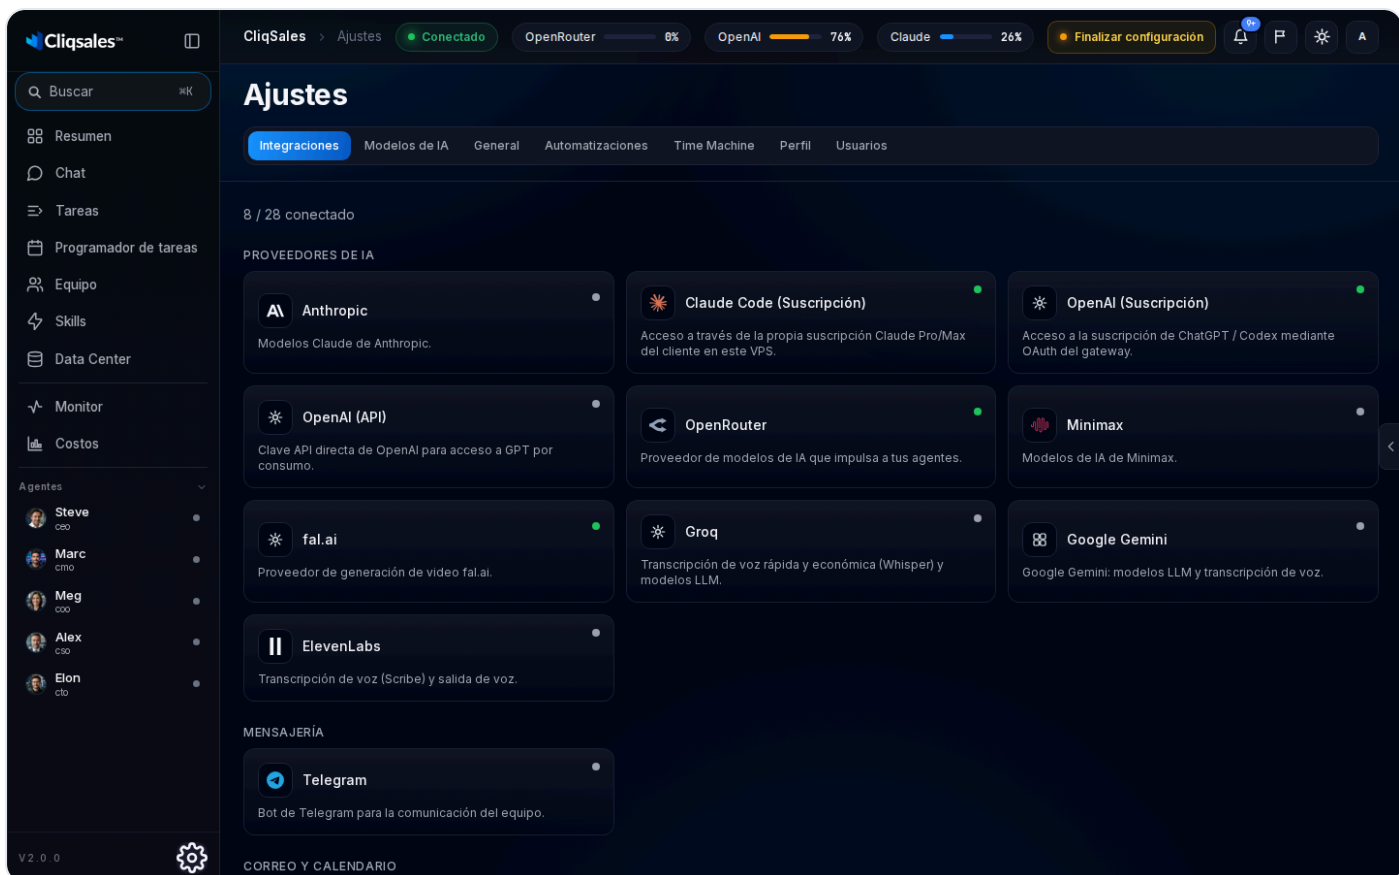 Cliqsales™
Buscar ⌘K
Resumen
Chat
Tareas
Programador de tareas
Equipo
Skills
Data Center
Monitor
Costos
Agentes
Steve
ceo
Marc
cmo
Meg
coo
Alex
cso
Elon
cto
V2.0.0
CliqSales › Ajustes
Conectado
OpenRouter 0%
OpenAI 76%
Claude 26%
Finalizar configuración
9+
A
Ajustes
Integraciones Modelos de IA General Automatizaciones Time Machine Perfil Usuarios
8 / 28 conectado
PROVEEDORES DE IA
Anthropic
Modelos Claude de Anthropic.
Claude Code (Suscripción)
Acceso a través de la propia suscripción Claude Pro/Max
del cliente en este VPS.
OpenAI (Suscripción)
Acceso a la suscripción de ChatGPT / Codex mediante
OAuth del gateway.
OpenAI (API)
Clave API directa de OpenAI para acceso a GPT por
consumo.
OpenRouter
Proveedor de modelos de IA que impulsa a tus agentes.
Minimax
Modelos de IA de Minimax.
fal.ai
Proveedor de generación de video fal.ai.
Groq
Transcripción de voz rápida y económica (Whisper) y
modelos LLM.
Google Gemini
Google Gemini: modelos LLM y transcripción de voz.
ElevenLabs
Transcripción de voz (Scribe) y salida de voz.
MENSAJERÍA
Telegram
Bot de Telegram para la comunicación del equipo.
CORREO Y CALENDARIO